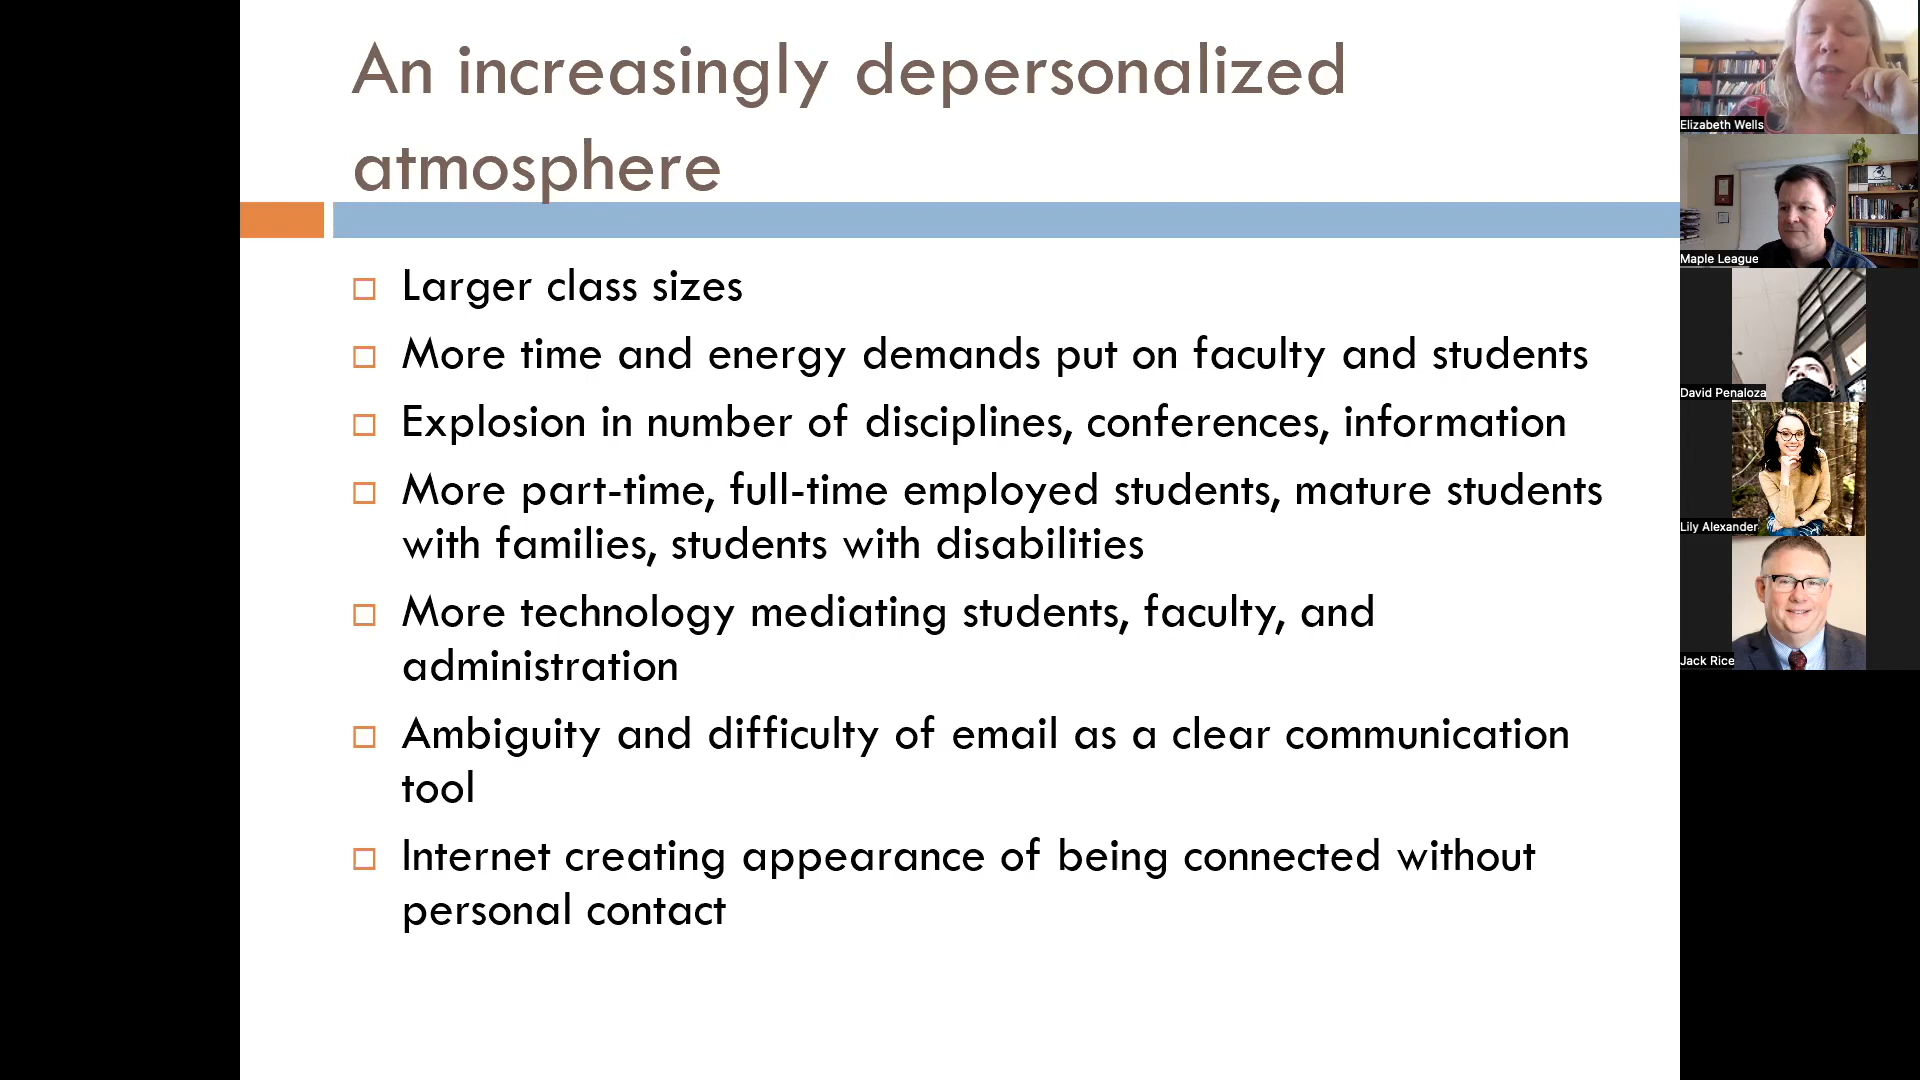 An increasingly depersonalized
atmosphere
Larger class sizes
More time and energy demands put on faculty and students
Explosion in number of disciplines, conferences, information
More part-time, full-time employed students, mature students
with families, students with disabilities
More technology mediating students, faculty, and
administration
Ambiguity and difficulty of email as a clear communication
tool
Internet creating appearance of being connected without
personal contact
Elizabeth Wells
Maple League
David Penaloza
Lily Alexander
Jack Rice